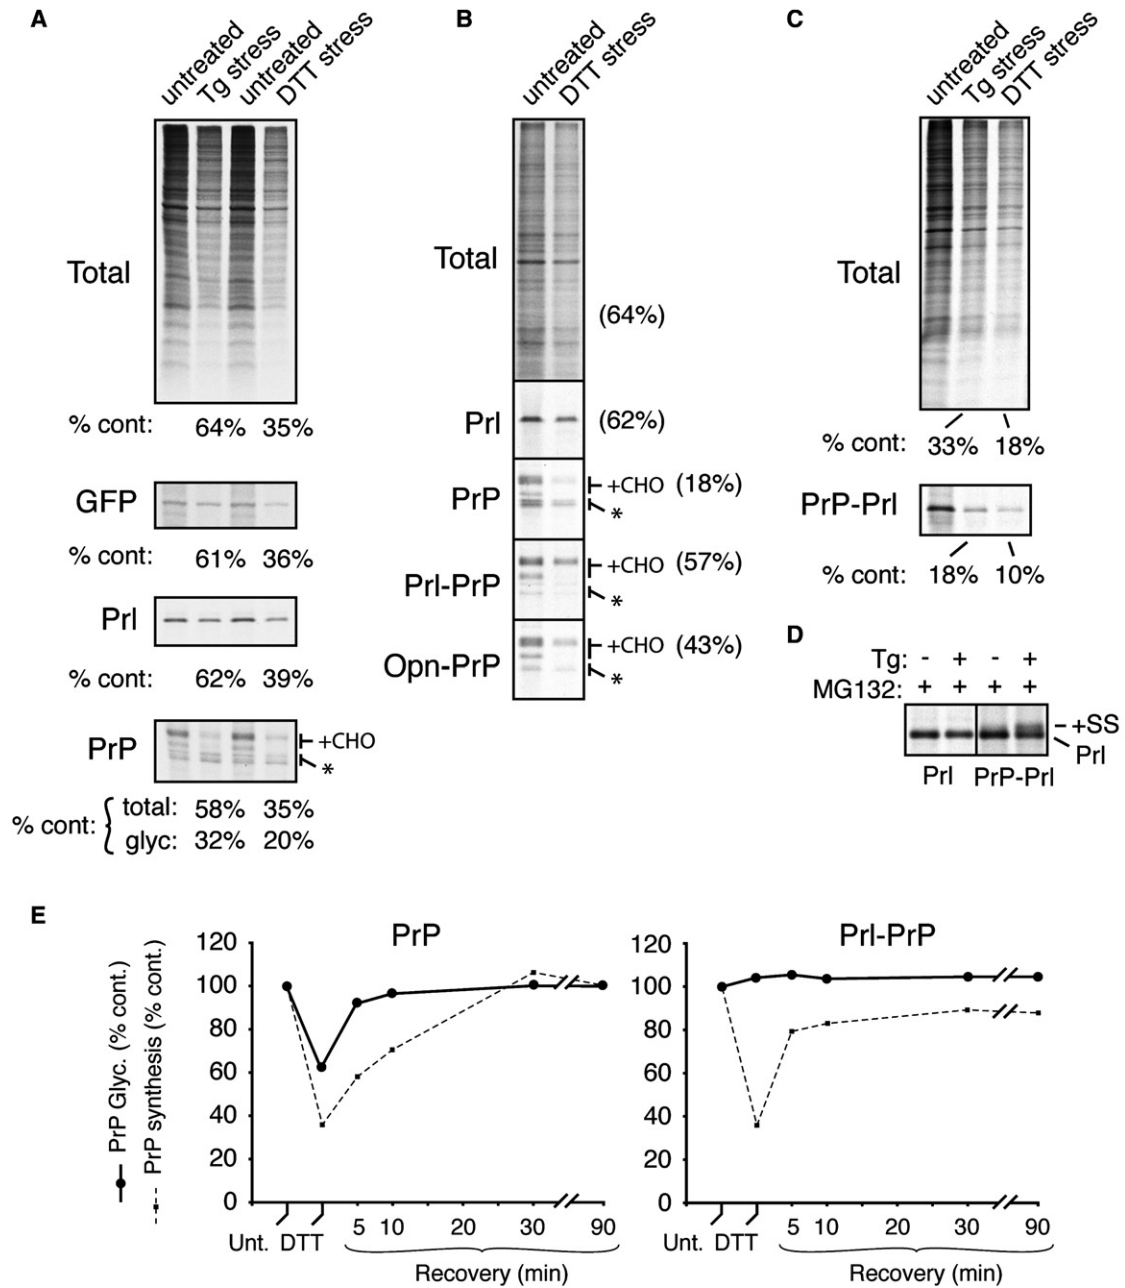 A
untreated
Tg stress
untreated
DTT stress
Total
% cont: 64% 35%
GFP
% cont: 61% 36%
Prl
% cont: 62% 39%
PrP
+CHO
*
% cont: { total: 58% 35%
glyc: 32% 20%
B
untreated
DTT stress
Total
(64%)
Prl (62%)
PrP +CHO (18%)
*
Prl-PrP +CHO (57%)
*
Opn-PrP +CHO (43%)
*
C
untreated
Tg stress
DTT stress
Total
% cont: 33% 18%
PrP-Prl
% cont: 18% 10%
D
Tg: - + - +
MG132: + + + +
+SS
Prl
Prl PrP-Prl
E
PrP Glyc. (% cont.)
PrP synthesis (% cont.)
PrP
120
100
80
60
40
20
0
Unt. DTT 5 10 20 30 90
Recovery (min)
Prl-PrP
120
100
80
60
40
20
0
Unt. DTT 5 10 20 30 90
Recovery (min)